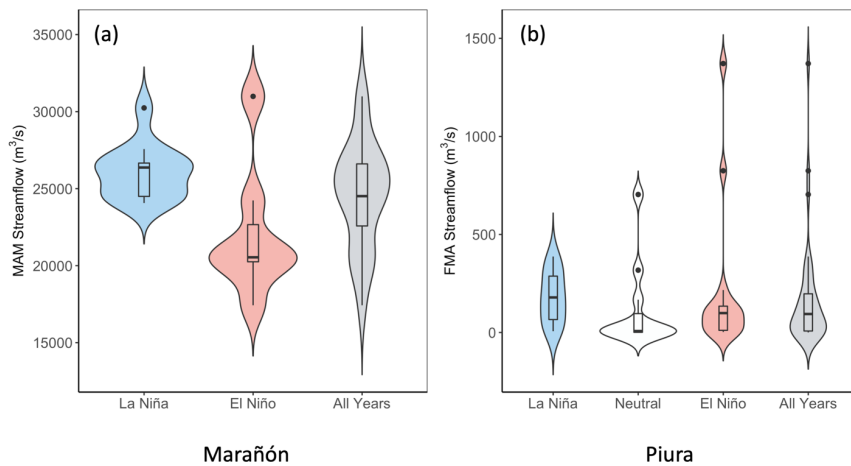 (a)
MAM Streamflow (m³/s)
35000
30000
25000
20000
15000
La Niña El Niño All Years
Marañón
(b)
FMA Streamflow (m³/s)
1500
1000
500
0
La Niña Neutral El Niño All Years
Piura